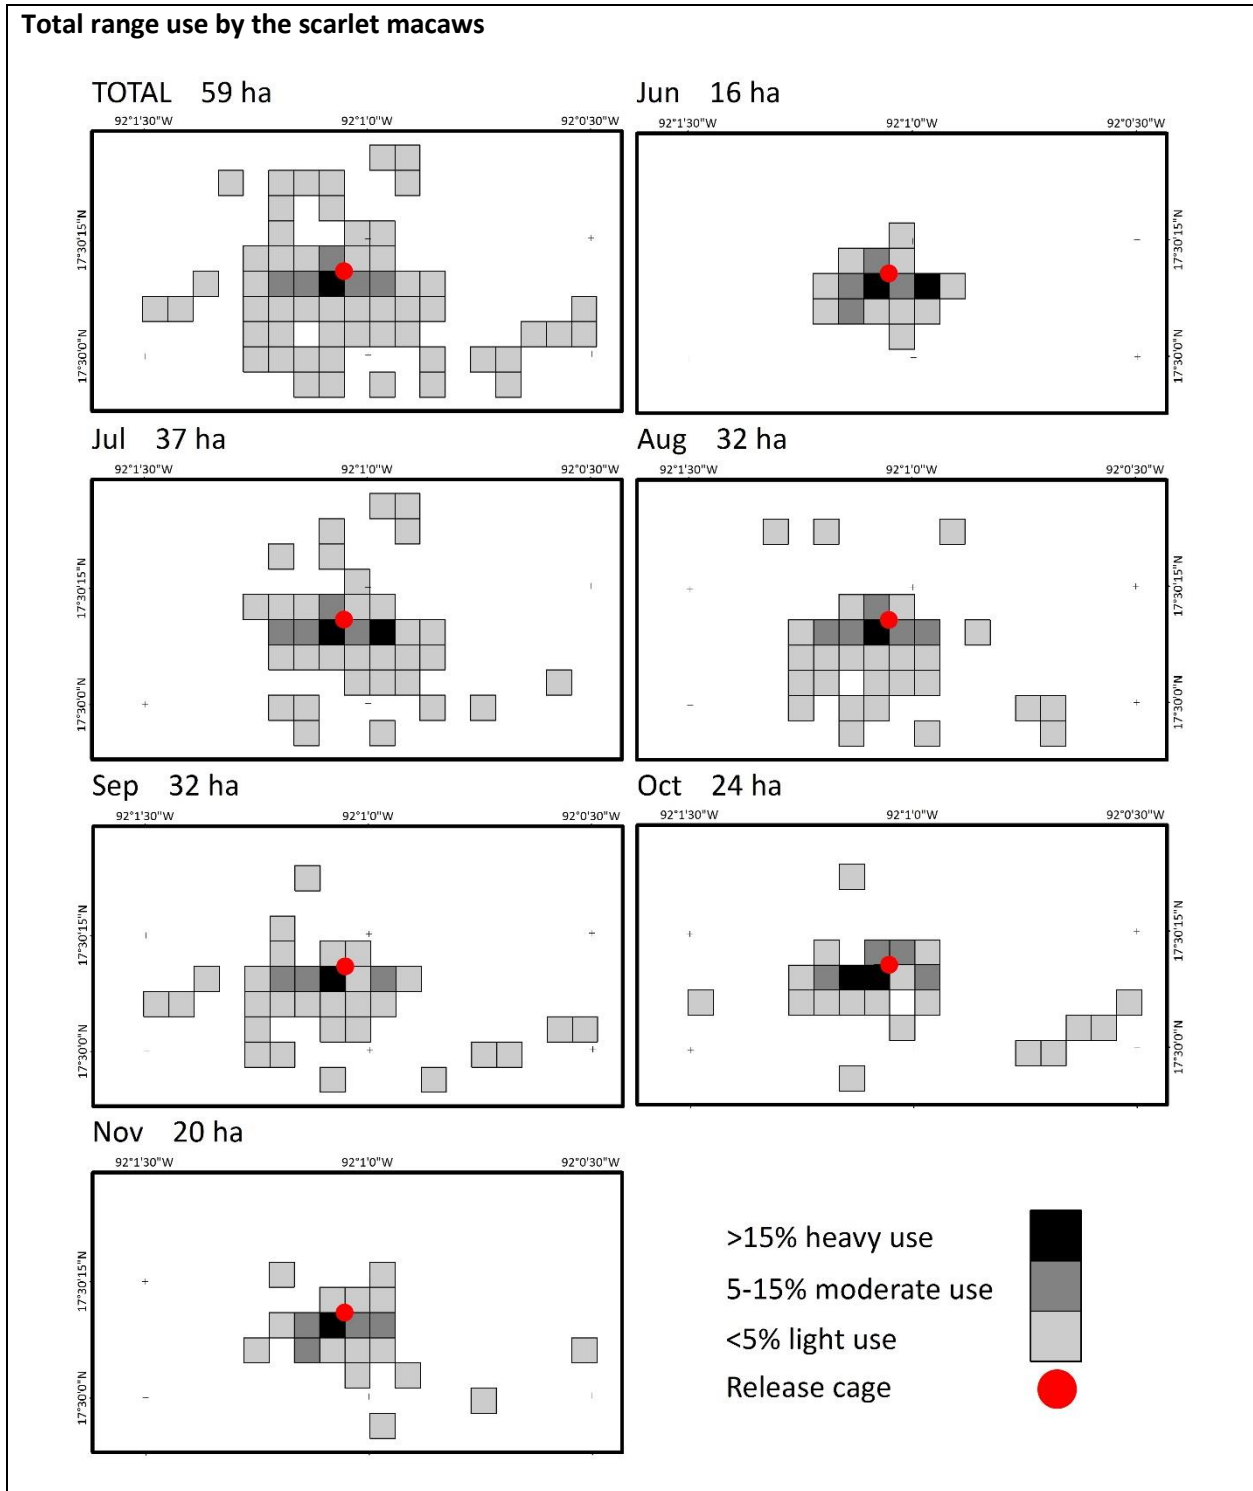 Total range use by the scarlet macaws
TOTAL 59 ha
Jun 16 ha
92°1'30"W 92°1'0"W 92°0'30"W
92°1'30"W 92°1'0"W 92°0'30"W
17°30'15"N
17°30'0"N
17°30'15"N
17°30'0"N
Jul 37 ha
Aug 32 ha
92°1'30"W 92°1'0"W 92°0'30"W
92°1'30"W 92°1'0"W 92°0'30"W
17°30'15"N
17°30'0"N
17°30'15"N
17°30'0"N
Sep 32 ha
Oct 24 ha
92°1'30"W 92°1'0"W 92°0'30"W
92°1'30"W 92°1'0"W 92°0'30"W
17°30'15"N
17°30'0"N
17°30'15"N
17°30'0"N
Nov 20 ha
92°1'30"W 92°1'0"W 92°0'30"W
17°30'15"N
17°30'0"N
>15% heavy use
5-15% moderate use
<5% light use
Release cage